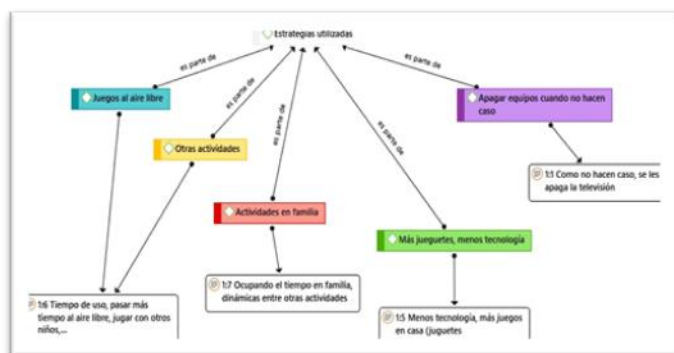 Estrategias utilizadas
es parte de
es parte de
es parte de
es parte de
es parte de
Juegos al aire libre
Apagar equipos cuando no hacen
caso
Otras actividades
1:1 Como no hacen caso, se les
apaga la televisión
Actividades en familia
Más jueguetes, menos tecnología
1:7 Ocupando el tiempo en familia,
dinámicas entre otras actividades
1:6 Tiempo de uso, pasar más
tiempo al aire libre, jugar con otros
niños,...
1:5 Menos tecnología, más juegos
en casa (juguetes